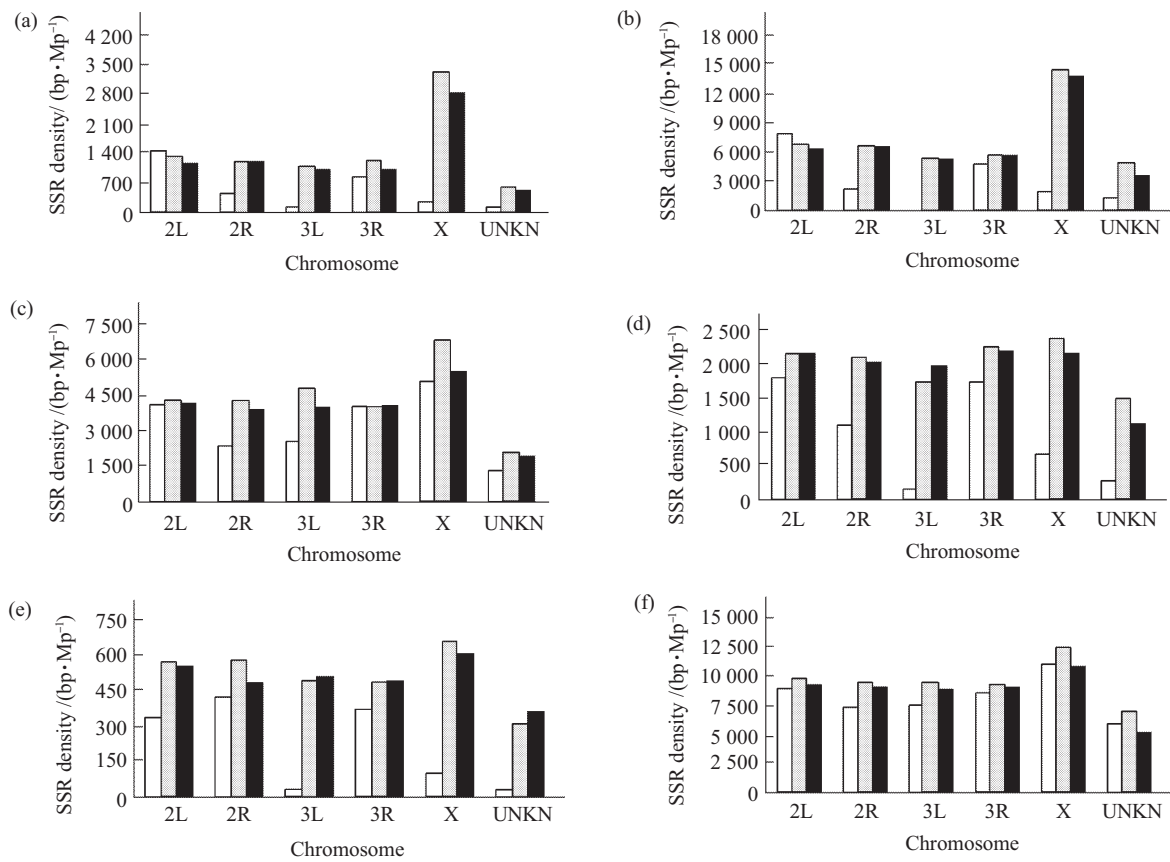 (a)
SSR density/ (bp•Mp⁻¹)
4 200
3 500
2 800
2 100
1 400
700
0
2L 2R 3L 3R X UNKN
Chromosome
(b)
SSR density /(bp•Mp⁻¹)
18 000
15 000
12 000
9 000
6 000
3 000
0
2L 2R 3L 3R X UNKN
Chromosome
(c)
SSR density /(bp•Mp⁻¹)
7 500
6 000
4 500
3 000
1 500
0
2L 2R 3L 3R X UNKN
Chromosome
(d)
SSR density /(bp•Mp⁻¹)
2 500
2 000
1 500
1 000
500
0
2L 2R 3L 3R X UNKN
Chromosome
(e)
SSR density /(bp•Mp⁻¹)
750
600
450
300
150
0
2L 2R 3L 3R X UNKN
Chromosome
(f)
SSR density /(bp•Mp⁻¹)
15 000
12 500
10 000
7 500
5 000
2 500
0
2L 2R 3L 3R X UNKN
Chromosome